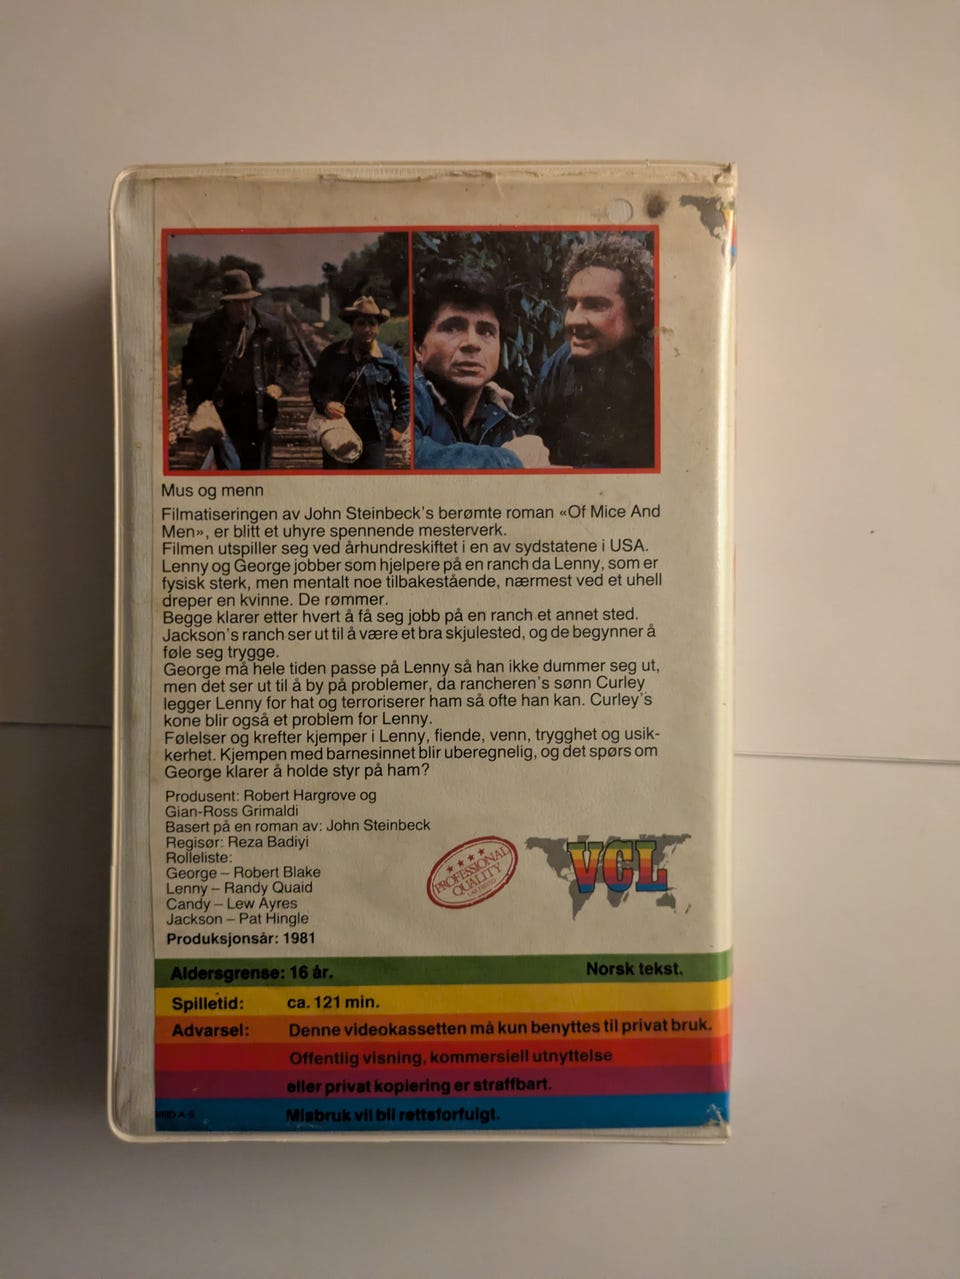 Mus og menn
Filmatiseringen av John Steinbeck's berømte roman «Of Mice And
Men», er blitt et uhyre spennende mesterverk.
Filmen utspiller seg ved århundreskiftet i en av sydstatene i USA.
Lenny og George jobber som hjelpere på en ranch da Lenny, som er
fysisk sterk, men mentalt noe tilbakestående, nærmest ved et uhell
dreper en kvinne. De rømmer.
Begge klarer etter hvert å få seg jobb på en ranch et annet sted.
Jackson's ranch ser ut til å være et bra skjulested, og de begynner å
føle seg trygge.
George må hele tiden passe på Lenny så han ikke dummer seg ut,
men det ser ut til å by på problemer, da rancheren's sønn Curley
legger Lenny for hat og terroriserer ham så ofte han kan. Curley's
kone blir også et problem for Lenny.
Følelser og krefter kjemper i Lenny, fiende, venn, trygghet og usik-
kerhet. Kjempen med barnesinnet blir uberegnelig, og det spørs om
George klarer å holde styr på ham?
Produsent: Robert Hargrove og
Gian-Ross Grimaldi
Basert på en roman av: John Steinbeck
Regisør: Reza Badiyi
Rolleliste:
George – Robert Blake
Lenny – Randy Quaid
Candy – Lew Ayres
Jackson – Pat Hingle
Produksjonsår: 1981
PROFESSIONAL
QUALITY
VCL
Aldersgrense: 16 år. Norsk tekst.
Spilletid: ca. 121 min.
Advarsel: Denne videokassetten må kun benyttes til privat bruk.
Offentlig visning, kommersiell utnyttelse
eller privat kopiering er straffbart.
Misbruk vil bli rettsforfulgt.